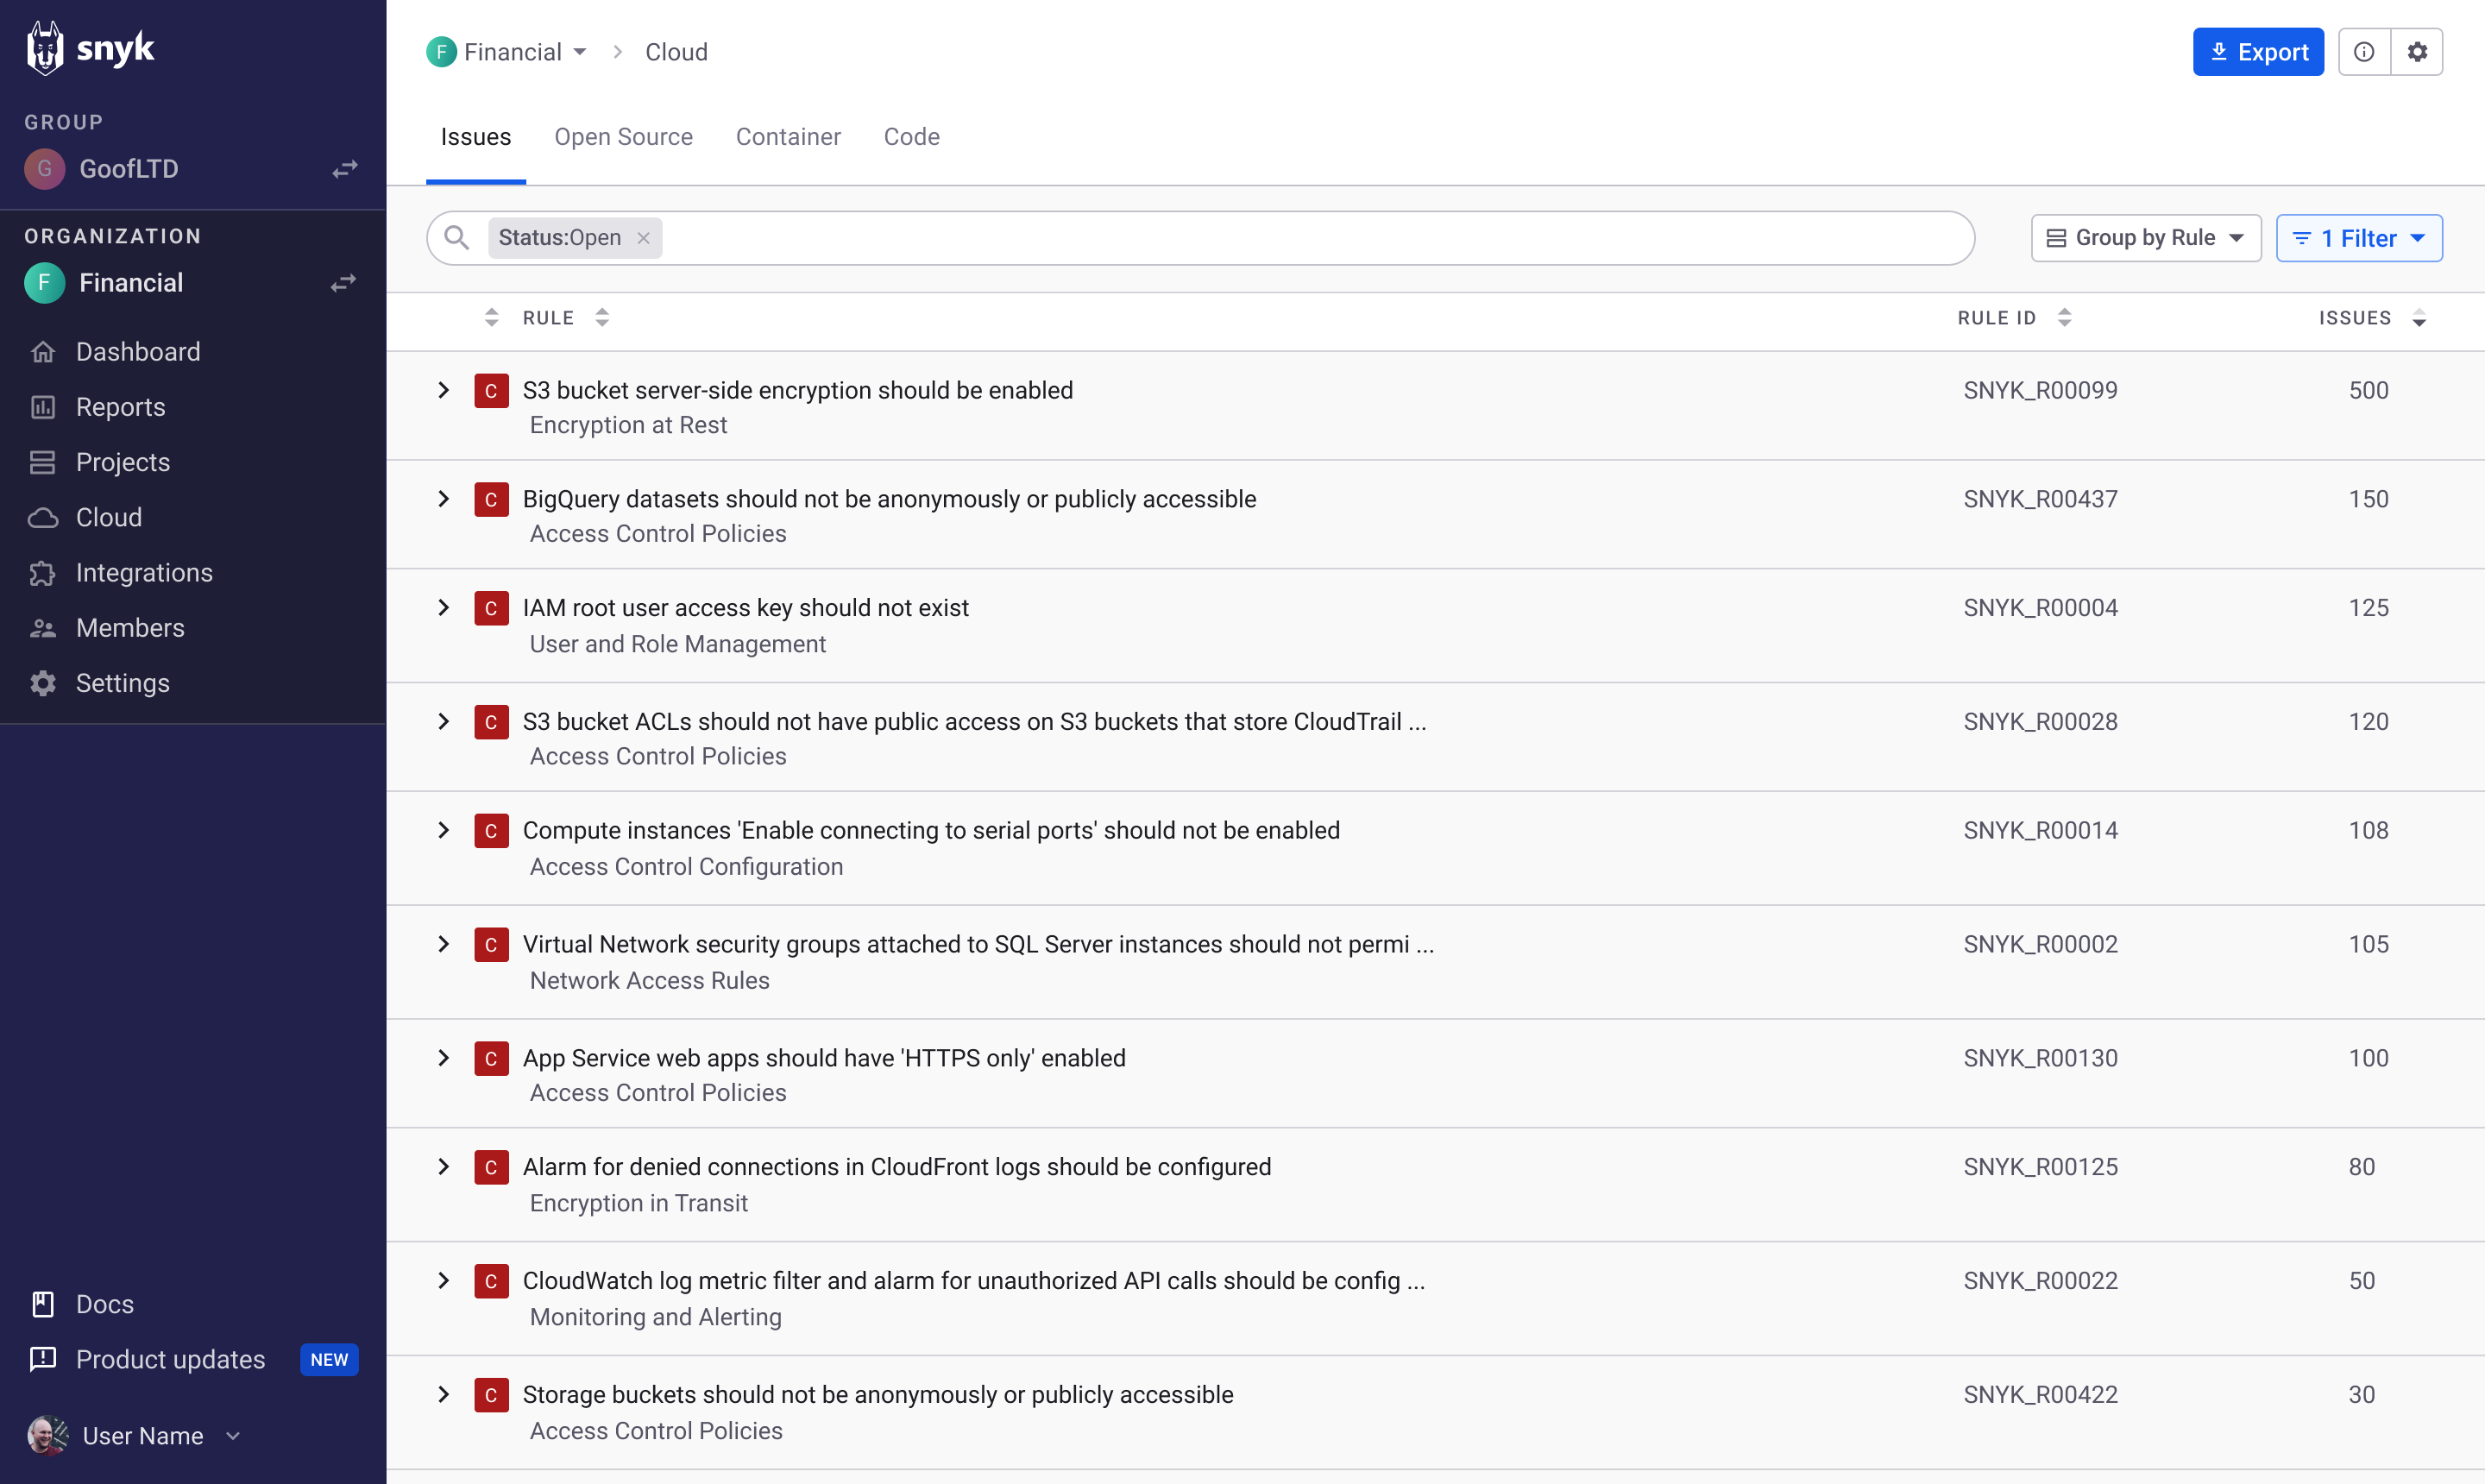 snyk
GROUP
G GoofLTD
ORGANIZATION
F Financial
Dashboard
Reports
Projects
Cloud
Integrations
Members
Settings
Docs
Product updates NEW
User Name
F Financial Cloud
Export
Issues Open Source Container Code
Status:Open
Group by Rule
1 Filter
RULE RULE ID ISSUES
C S3 bucket server-side encryption should be enabled SNYK_R00099 500
Encryption at Rest
C BigQuery datasets should not be anonymously or publicly accessible SNYK_R00437 150
Access Control Policies
C IAM root user access key should not exist SNYK_R00004 125
User and Role Management
C S3 bucket ACLs should not have public access on S3 buckets that store CloudTrail ... SNYK_R00028 120
Access Control Policies
C Compute instances 'Enable connecting to serial ports' should not be enabled SNYK_R00014 108
Access Control Configuration
C Virtual Network security groups attached to SQL Server instances should not permi ... SNYK_R00002 105
Network Access Rules
C App Service web apps should have 'HTTPS only' enabled SNYK_R00130 100
Access Control Policies
C Alarm for denied connections in CloudFront logs should be configured SNYK_R00125 80
Encryption in Transit
C CloudWatch log metric filter and alarm for unauthorized API calls should be config ... SNYK_R00022 50
Monitoring and Alerting
C Storage buckets should not be anonymously or publicly accessible SNYK_R00422 30
Access Control Policies